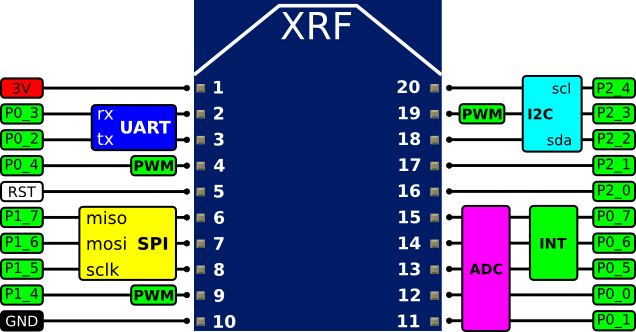 XRF
3V 1 20 scl P2_4
P0_3 rx 2 19 PWM I2C P2_3
UART
P0_2 tx 3 18 sda P2_2
P0_4 PWM 4 17 P2_1
RST 5 16 P2_0
P1_7 miso 6 15 P0_7
P1_6 mosi SPI 7 14 INT P0_6
P1_5 sclk 8 13 ADC P0_5
P1_4 PWM 9 12 P0_0
GND 10 11 P0_1